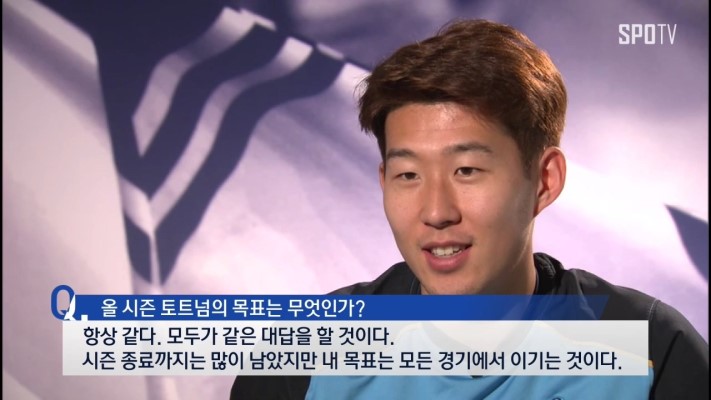 SPOTV
Q. 올 시즌 토트넘의 목표는 무엇인가?
항상 같다. 모두가 같은 대답을 할 것이다.
시즌 종료까지는 많이 남았지만 내 목표는 모든 경기에서 이기는 것이다.